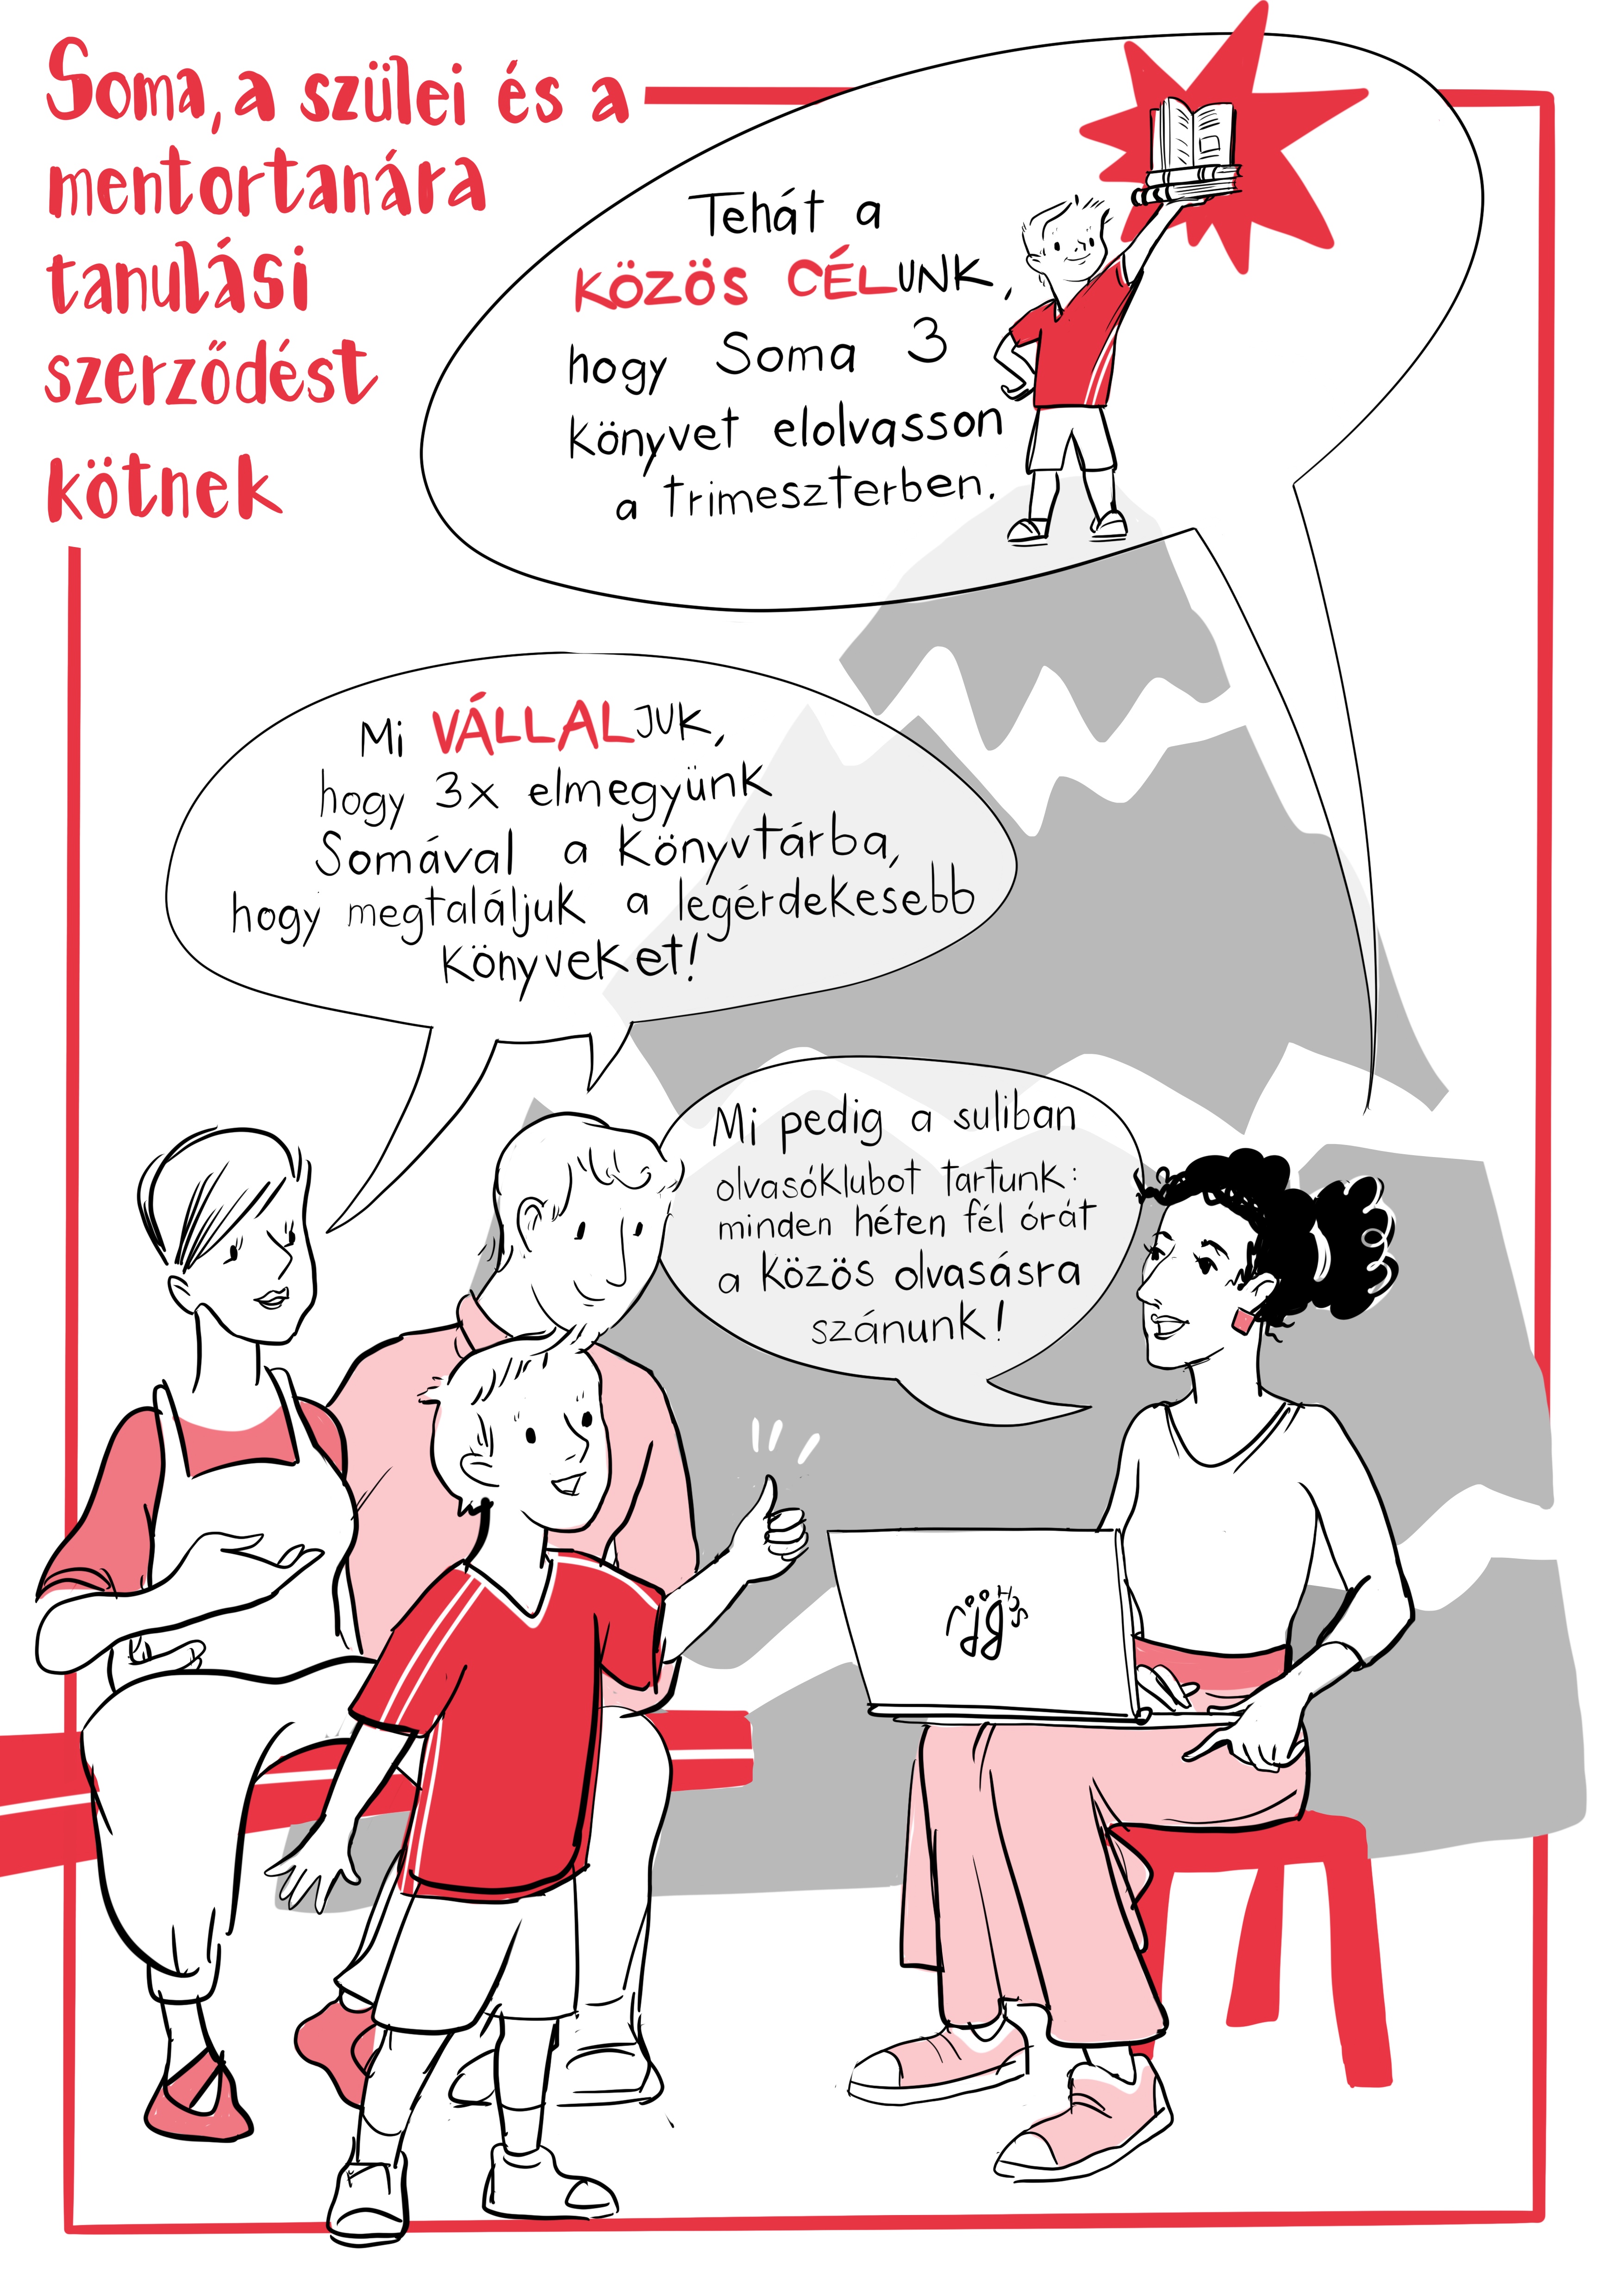 Soma, a szülei és a
mentortanára
tanulási
szerződést
kötnek
Tehát a
KÖZÖS CÉLUNK,
hogy Soma 3
könyvet elolvasson
a trimeszterben.
Mi VÁLLALJUK,
hogy 3x elmegyünk
Somával a könyvtárba,
hogy megtaláljuk a legérdekesebb
könyveket!
Mi pedig a suliban
olvasóklubot tartunk:
minden héten fél órát
a közös olvasásra
szánunk!